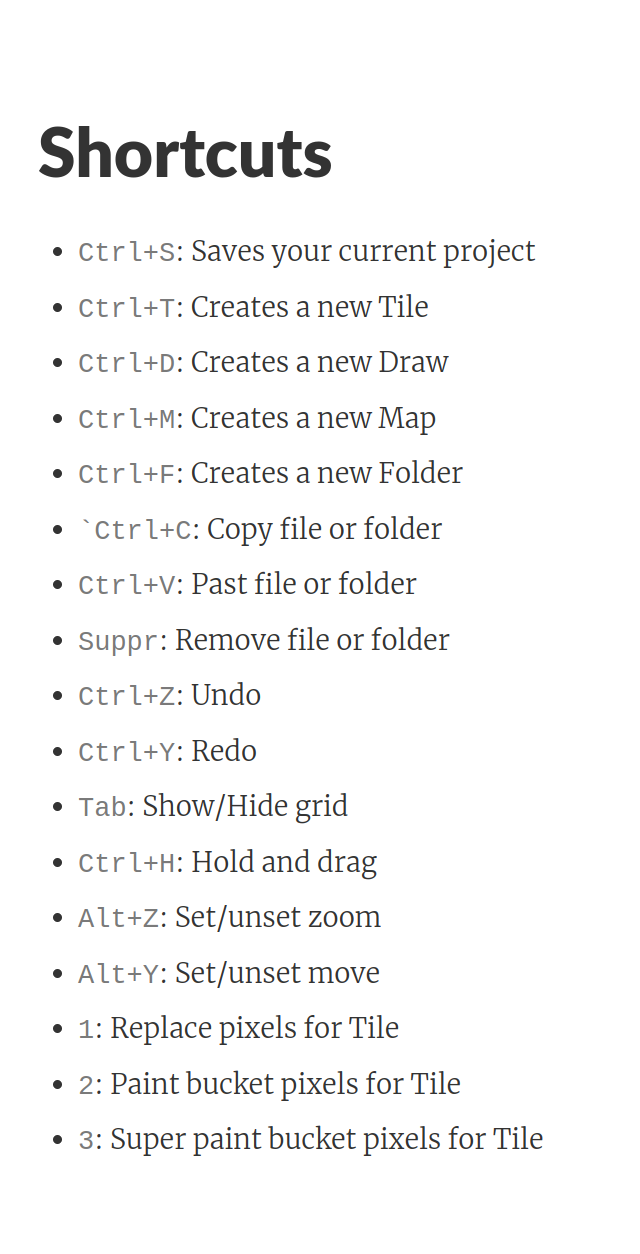 Shortcuts
• Ctrl+S: Saves your current project
• Ctrl+T: Creates a new Tile
• Ctrl+D: Creates a new Draw
• Ctrl+M: Creates a new Map
• Ctrl+F: Creates a new Folder
• `Ctrl+C: Copy file or folder
• Ctrl+V: Past file or folder
• Suppr: Remove file or folder
• Ctrl+Z: Undo
• Ctrl+Y: Redo
• Tab: Show/Hide grid
• Ctrl+H: Hold and drag
• Alt+Z: Set/unset zoom
• Alt+Y: Set/unset move
• 1: Replace pixels for Tile
• 2: Paint bucket pixels for Tile
• 3: Super paint bucket pixels for Tile